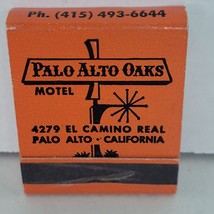 Ph. (415) 493-6644
PALO ALTO OAKS
MOTEL
4279 EL CAMINO REAL
PALO ALTO · CALIFORNIA